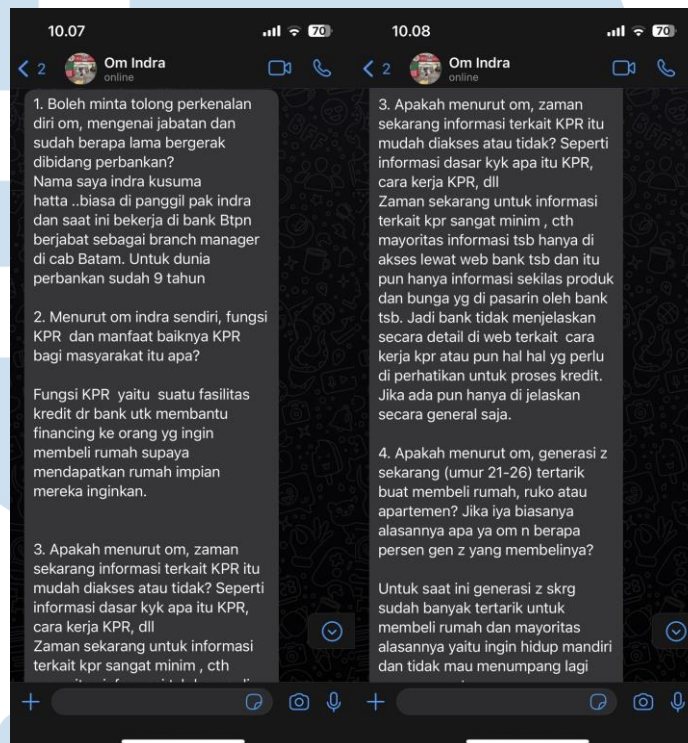 10.07
70
2
Om Indra
online
1. Boleh minta tolong perkenalan
diri om, mengenai jabatan dan
sudah berapa lama bergerak
dibidang perbankan?
Nama saya indra kusuma
hatta ..biasa di panggil pak indra
dan saat ini bekerja di bank Btpn
berjabat sebagai branch manager
di cab Batam. Untuk dunia
perbankan sudah 9 tahun
2. Menurut om indra sendiri, fungsi
KPR  dan manfaat baiknya KPR
bagi masyarakat itu apa?
Fungsi KPR  yaitu  suatu fasilitas
kredit dr bank utk membantu
financing ke orang yg ingin
membeli rumah supaya
mendapatkan rumah impian
mereka inginkan.
3. Apakah menurut om, zaman
sekarang informasi terkait KPR itu
mudah diakses atau tidak? Seperti
informasi dasar kyk apa itu KPR,
cara kerja KPR, dll
Zaman sekarang untuk informasi
terkait kpr sangat minim , cth
10.08
70
2
Om Indra
online
3. Apakah menurut om, zaman
sekarang informasi terkait KPR itu
mudah diakses atau tidak? Seperti
informasi dasar kyk apa itu KPR,
cara kerja KPR, dll
Zaman sekarang untuk informasi
terkait kpr sangat minim , cth
mayoritas informasi tsb hanya di
akses lewat web bank tsb dan itu
pun hanya informasi sekilas produk
dan bunga yg di pasarin oleh bank
tsb. Jadi bank tidak menjelaskan
secara detail di web terkait  cara
kerja kpr atau pun hal hal yg perlu
di perhatikan untuk proses kredit.
Jika ada pun hanya di jelaskan
secara general saja.
4. Apakah menurut om, generasi z
sekarang (umur 21-26) tertarik
buat membeli rumah, ruko atau
apartemen? Jika iya biasanya
alasannya apa ya om n berapa
persen gen z yang membelinya?
Untuk saat ini generasi z skrg
sudah banyak tertarik untuk
membeli rumah dan mayoritas
alasannya yaitu ingin hidup mandiri
dan tidak mau menumpang lagi